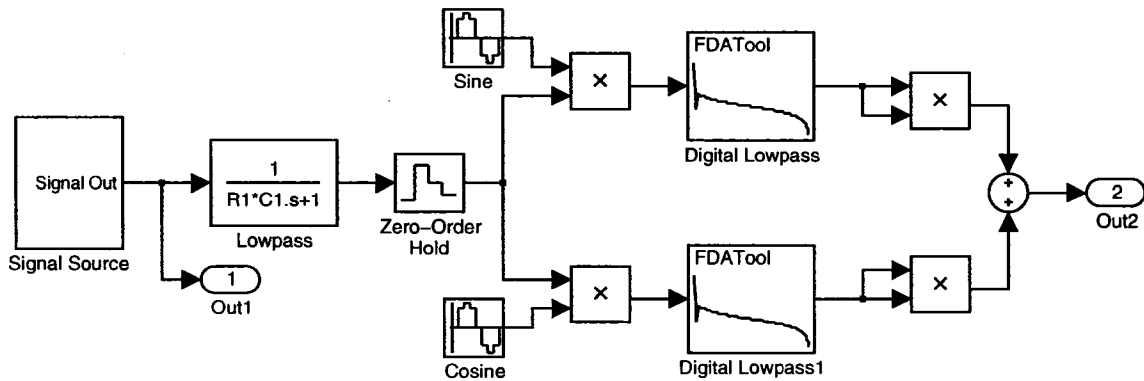 Sine
×
FDATool
Digital Lowpass
×
Signal Out
Signal Source
1
R1*C1.s+1
Lowpass
Zero-Order
Hold
1
Out1
+
+
2
Out2
Cosine
×
FDATool
Digital Lowpass1
×